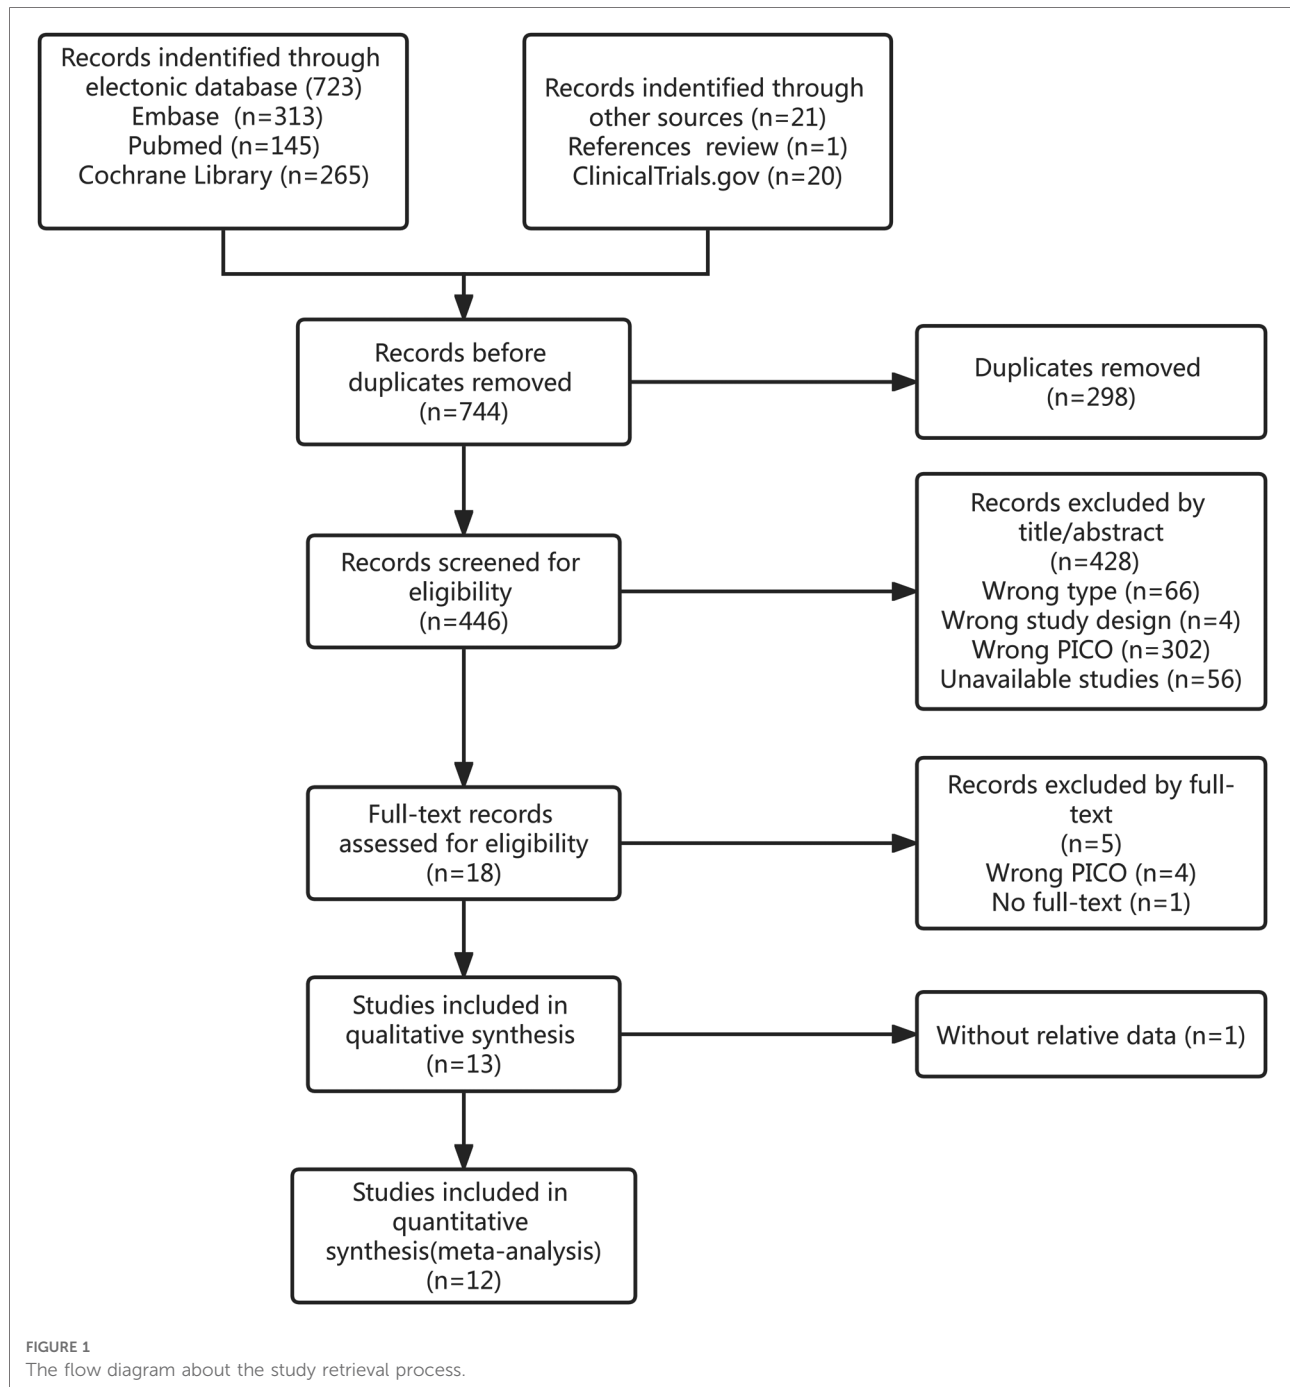 Records indentified through
electonic database (723)
Embase  (n=313)
Pubmed (n=145)
Cochrane Library (n=265)
Records indentified through
other sources (n=21)
References  review (n=1)
ClinicalTrials.gov (n=20)
Records before
duplicates removed
(n=744)
Duplicates removed
(n=298)
Records screened for
eligibility
(n=446)
Records excluded by
title/abstract
(n=428)
Wrong type (n=66)
Wrong study design (n=4)
Wrong PICO (n=302)
Unavailable studies (n=56)
Full-text records
assessed for eligibility
(n=18)
Records excluded by full-
text
(n=5)
Wrong PICO (n=4)
No full-text (n=1)
Studies included in
qualitative synthesis
(n=13)
Without relative data (n=1)
Studies included in
quantitative
synthesis(meta-analysis)
(n=12)
FIGURE 1
The flow diagram about the study retrieval process.